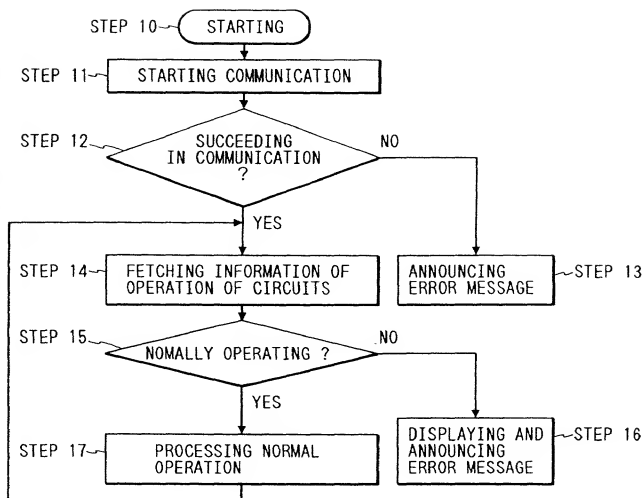 STEP 10
STARTING
STEP 11
STARTING COMMUNICATION
STEP 12
SUCCEEDING
IN COMMUNICATION
?
NO
YES
STEP 14
FETCHING INFORMATION OF
OPERATION OF CIRCUITS
ANNOUNCING
ERROR MESSAGE
STEP 13
STEP 15
NOMALLY OPERATING ?
NO
YES
STEP 17
PROCESSING NORMAL
OPERATION
DISPLAYING AND
ANNOUNCING
ERROR MESSAGE
STEP 16